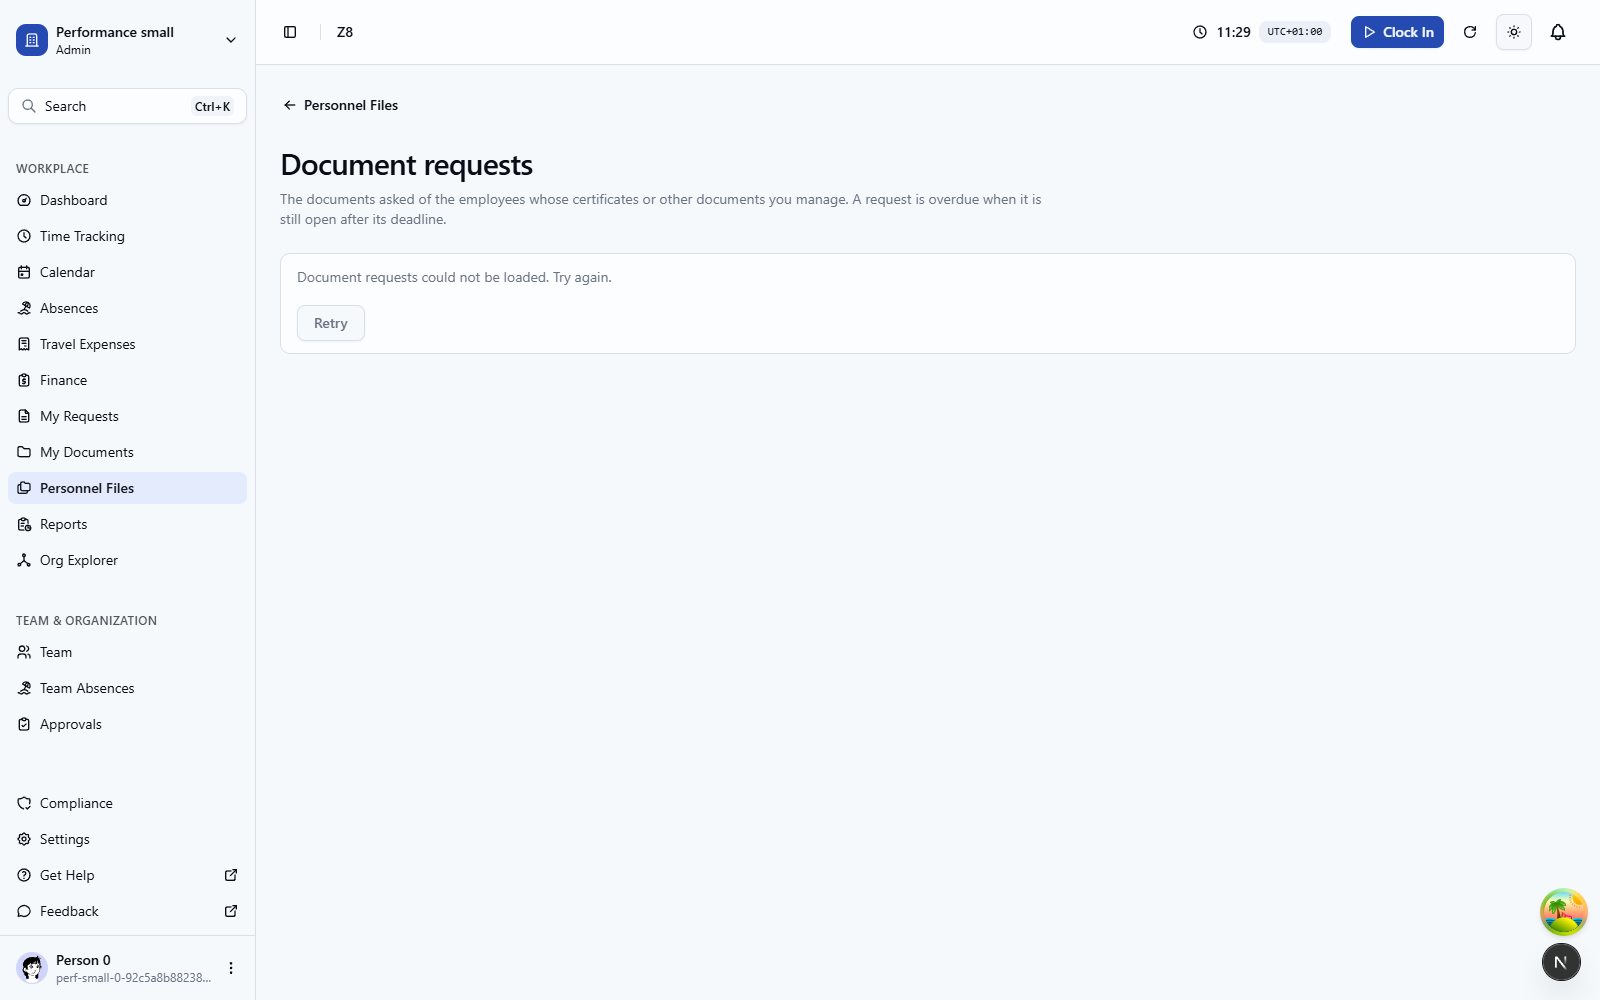 Performance small
Admin
Search
Ctrl+K
WORKPLACE
Dashboard
Time Tracking
Calendar
Absences
Travel Expenses
Finance
My Requests
My Documents
Personnel Files
Reports
Org Explorer
TEAM & ORGANIZATION
Team
Team Absences
Approvals
Compliance
Settings
Get Help
Feedback
Person 0
perf-small-0-92c5a8b88238...
Z8
11:29
UTC+01:00
Clock In
Personnel Files
Document requests
The documents asked of the employees whose certificates or other documents you manage. A request is overdue when it is
still open after its deadline.
Document requests could not be loaded. Try again.
Retry
N